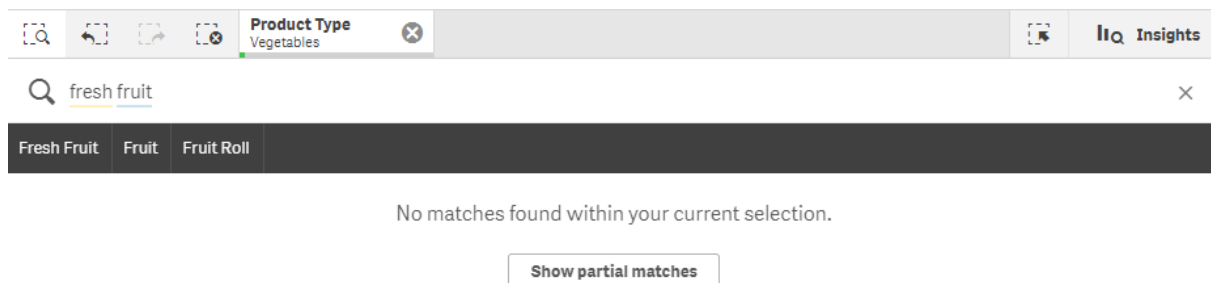 Product Type
Vegetables
Insights
fresh fruit
Fresh Fruit Fruit Fruit Roll
No matches found within your current selection.
Show partial matches